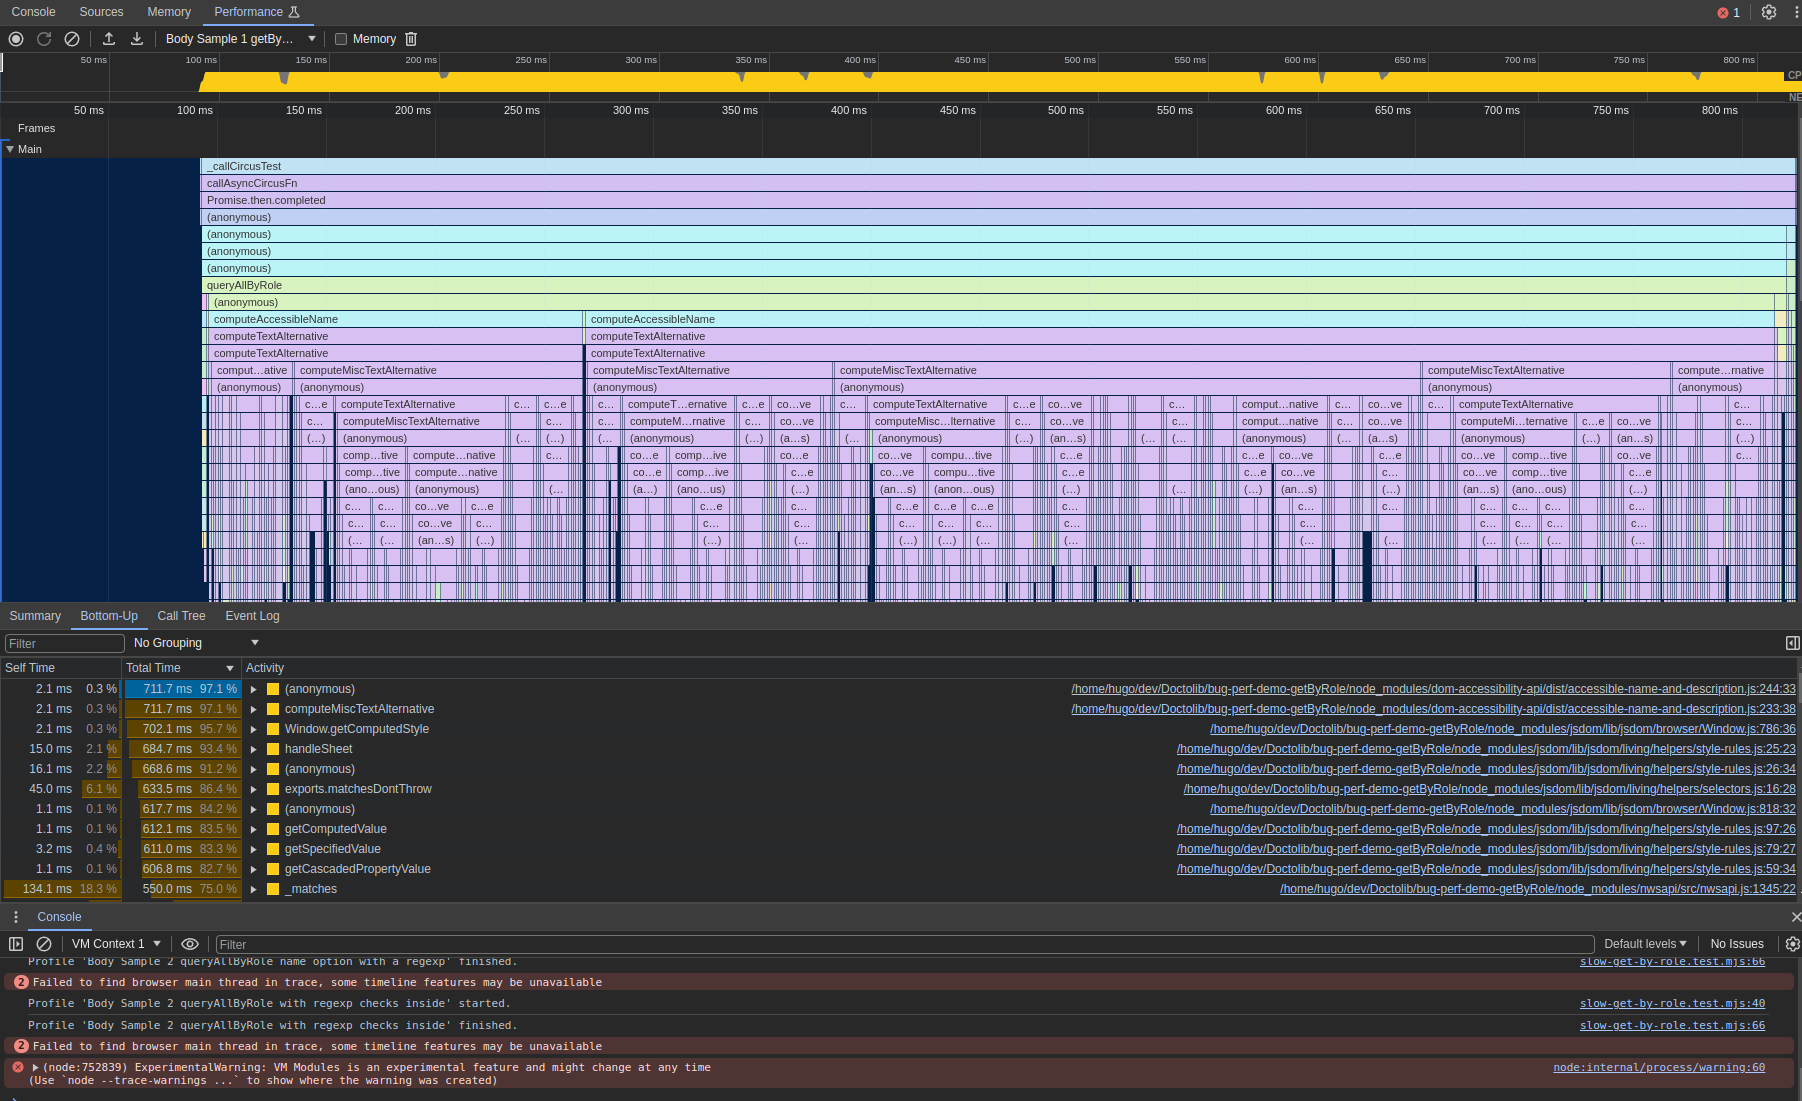 Console Sources Memory Performance 1
Body Sample 1 getBy… Memory
50 ms 100 ms 150 ms 200 ms 250 ms 300 ms 350 ms 400 ms 450 ms 500 ms 550 ms 600 ms 650 ms 700 ms 750 ms 800 ms
CP
NE
50 ms 100 ms 150 ms 200 ms 250 ms 300 ms 350 ms 400 ms 450 ms 500 ms 550 ms 600 ms 650 ms 700 ms 750 ms 800 ms
Frames
Main
_callCircusTest
callAsyncCircusFn
Promise.then.completed
(anonymous)
(anonymous)
(anonymous)
(anonymous)
queryAllByRole
(anonymous)
computeAccessibleName computeAccessibleName
computeTextAlternative computeTextAlternative
computeTextAlternative computeTextAlternative
comput…ative computeMiscTextAlternative computeMiscTextAlternative computeMiscTextAlternative computeMiscTextAlternative compute…rnative
(anonymous) (anonymous) (anonymous) (anonymous) (anonymous) (anonymous)
c…e computeTextAlternative c… c…e c… computeT…ernative c…e co…ve c… computeTextAlternative c…e co…ve c… comput…native c… co…ve c… computeTextAlternative c…
c… computeMiscTextAlternative c… computeM…rnative c… co…ve computeMisc…lternative c… co…ve c… comput…native c… co…ve computeMi…ternative c…e co…ve c…
(…) (anonymous) (… (…) (… (anonymous) (…) (a…s) (… (anonymous) (…) (an…s) (… (… (anonymous) (… (a…s) (anonymous) (…) (an…s) (…)
comp…tive compute…native c… co…e comp…ive co…e co…ve compu…tive co…ve c…e co…ve c…e co…ve comp…tive co…ve c…
comp…tive compute…native co…e comp…ive c…e co…ve compu…tive c…e c…e co…ve c… co…ve comp…tive c…e
(ano…ous) (anonymous) (… (a…) (ano…us) (…) (an…s) (anon…ous) (…) (… (…) (an…s) (…) (an…s) (ano…ous) (…)
c… c… co…ve c…e c…e c… c…e c…e c…e c… c… c… c… c… c… c…
c… c… co…ve c… c… c… c… c… c… c… c… c… c… c… c…
(… (… (an…s) (…) (…) (… (…) (…) (… (… (… (… (… (… (… (…
Summary Bottom-Up Call Tree Event Log
Filter No Grouping
Self Time Total Time Activity
2.1 ms 0.3 % 711.7 ms 97.1 % (anonymous) /home/hugo/dev/Doctolib/bug-perf-demo-getByRole/node_modules/dom-accessibility-api/dist/accessible-name-and-description.js:244:33
2.1 ms 0.3 % 711.7 ms 97.1 % computeMiscTextAlternative /home/hugo/dev/Doctolib/bug-perf-demo-getByRole/node_modules/dom-accessibility-api/dist/accessible-name-and-description.js:233:38
2.1 ms 0.3 % 702.1 ms 95.7 % Window.getComputedStyle /home/hugo/dev/Doctolib/bug-perf-demo-getByRole/node_modules/jsdom/lib/jsdom/browser/Window.js:786:36
15.0 ms 2.1 % 684.7 ms 93.4 % handleSheet /home/hugo/dev/Doctolib/bug-perf-demo-getByRole/node_modules/jsdom/lib/jsdom/living/helpers/style-rules.js:25:23
16.1 ms 2.2 % 668.6 ms 91.2 % (anonymous) /home/hugo/dev/Doctolib/bug-perf-demo-getByRole/node_modules/jsdom/lib/jsdom/living/helpers/style-rules.js:26:34
45.0 ms 6.1 % 633.5 ms 86.4 % exports.matchesDontThrow /home/hugo/dev/Doctolib/bug-perf-demo-getByRole/node_modules/jsdom/lib/jsdom/living/helpers/selectors.js:16:28
1.1 ms 0.1 % 617.7 ms 84.2 % (anonymous) /home/hugo/dev/Doctolib/bug-perf-demo-getByRole/node_modules/jsdom/lib/jsdom/browser/Window.js:818:32
1.1 ms 0.1 % 612.1 ms 83.5 % getComputedValue /home/hugo/dev/Doctolib/bug-perf-demo-getByRole/node_modules/jsdom/lib/jsdom/living/helpers/style-rules.js:97:26
3.2 ms 0.4 % 611.0 ms 83.3 % getSpecifiedValue /home/hugo/dev/Doctolib/bug-perf-demo-getByRole/node_modules/jsdom/lib/jsdom/living/helpers/style-rules.js:79:27
1.1 ms 0.1 % 606.8 ms 82.7 % getCascadedPropertyValue /home/hugo/dev/Doctolib/bug-perf-demo-getByRole/node_modules/jsdom/lib/jsdom/living/helpers/style-rules.js:59:34
134.1 ms 18.3 % 550.0 ms 75.0 % _matches /home/hugo/dev/Doctolib/bug-perf-demo-getByRole/node_modules/nwsapi/src/nwsapi.js:1345:22
Console
VM Context 1 Filter Default levels No Issues
Profile 'Body Sample 2 queryAllByRole name option with a regexp' finished. slow-get-by-role.test.mjs:66
2 Failed to find browser main thread in trace, some timeline features may be unavailable
Profile 'Body Sample 2 queryAllByRole with regexp checks inside' started. slow-get-by-role.test.mjs:40
Profile 'Body Sample 2 queryAllByRole with regexp checks inside' finished. slow-get-by-role.test.mjs:66
2 Failed to find browser main thread in trace, some timeline features may be unavailable
(node:752839) ExperimentalWarning: VM Modules is an experimental feature and might change at any time node:internal/process/warning:60
(Use `node --trace-warnings ...` to show where the warning was created)